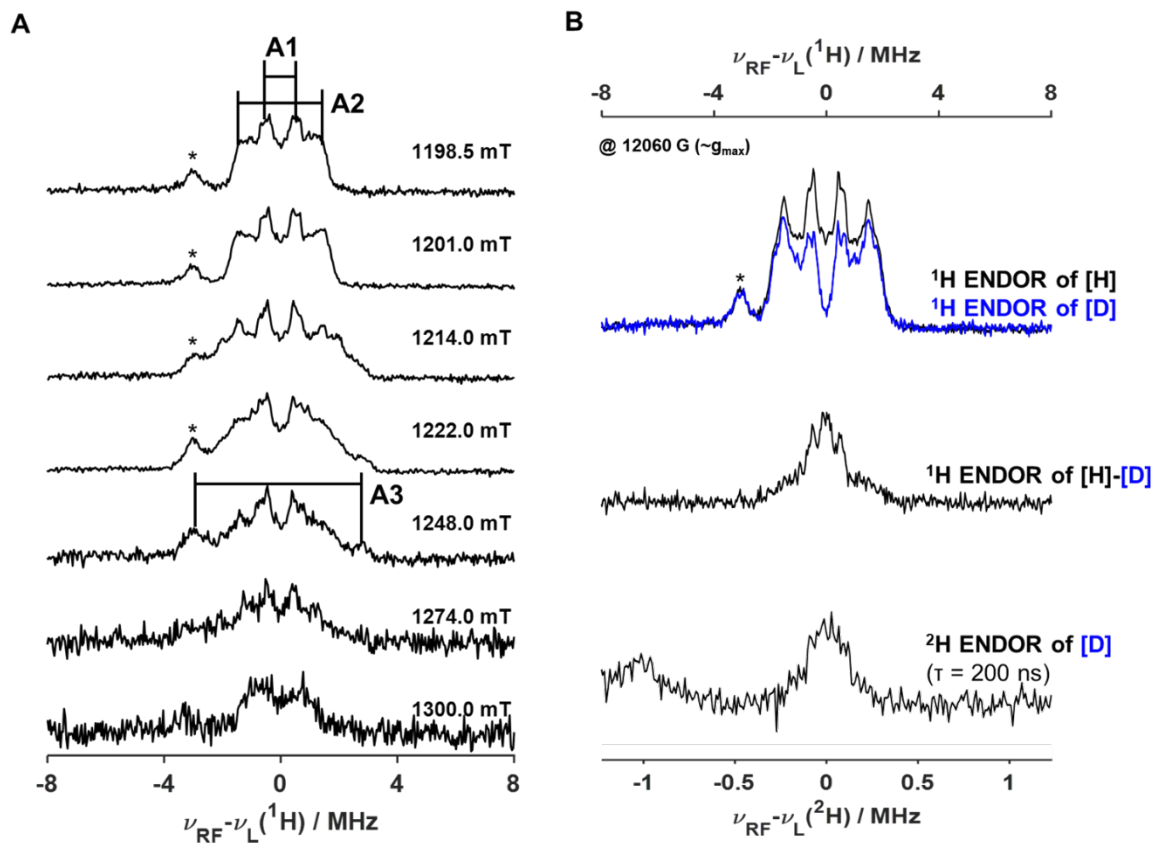 A
A1
A2
*
1198.5 mT
*
1201.0 mT
*
1214.0 mT
*
1222.0 mT
A3
1248.0 mT
1274.0 mT
1300.0 mT
-8 -4 0 4 8
νRF-νL(¹H) / MHz
B
νRF-νL(¹H) / MHz
-8 -4 0 4 8
@ 12060 G (~gmax)
*
¹H ENDOR of [H]
¹H ENDOR of [D]
¹H ENDOR of [H]-[D]
²H ENDOR of [D]
(τ = 200 ns)
-1 -0.5 0 0.5 1
νRF-νL(²H) / MHz